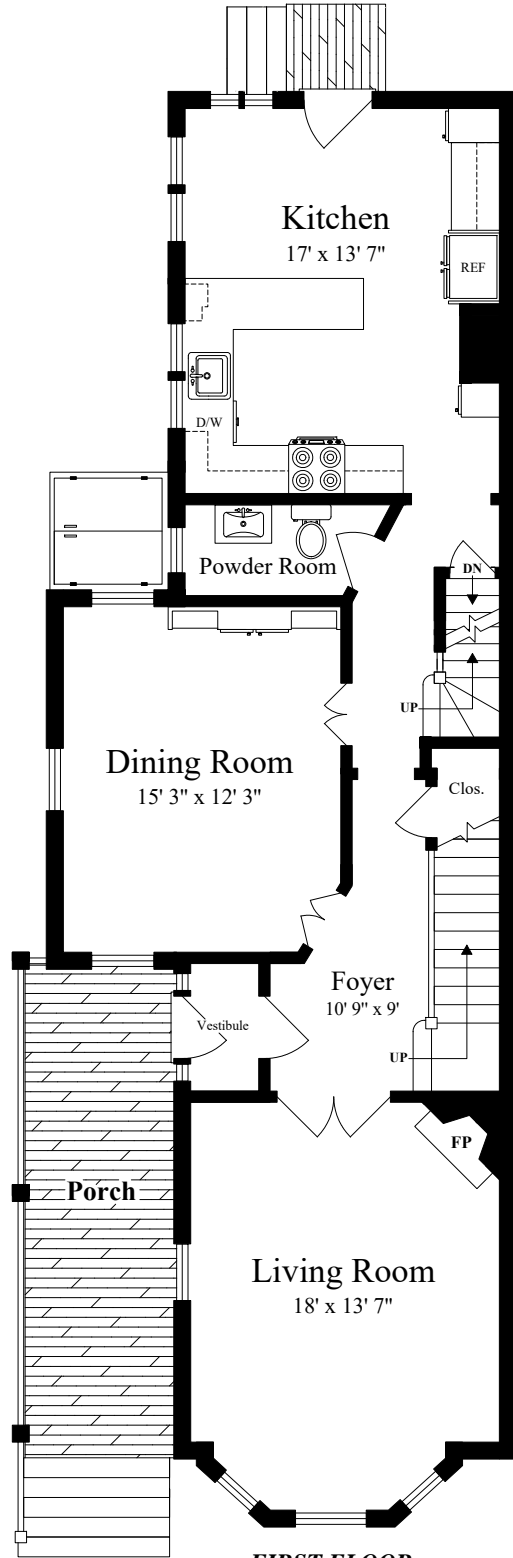 Kitchen
17' x 13' 7"
REF
D/W
Powder Room
DN
UP
Dining Room
15' 3" x 12' 3"
Clos.
Foyer
10' 9" x 9'
Vestibule
UP
FP
Porch
Living Room
18' x 13' 7"
FIRST FLOOR